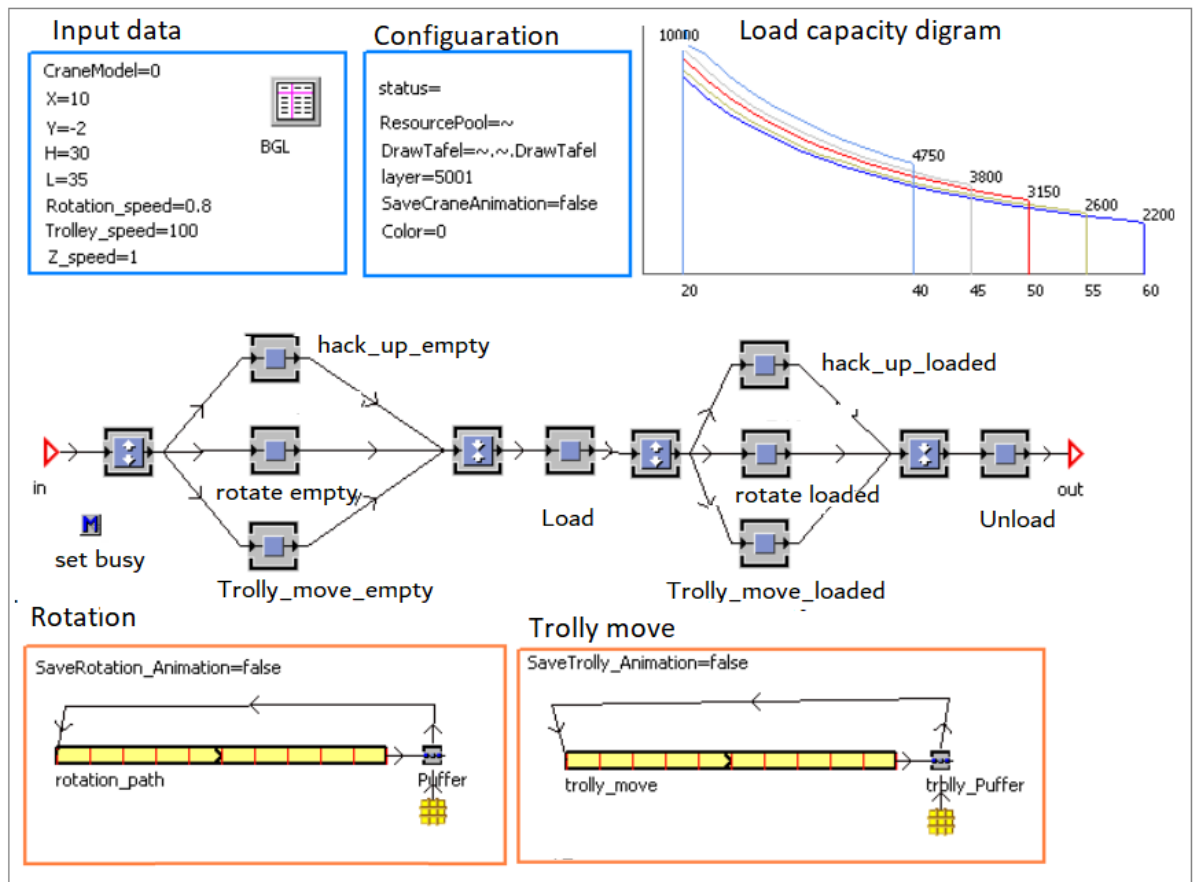 Input data
CraneModel=0
X=10
Y=-2
H=30
L=35
Rotation_speed=0.8
Trolley_speed=100
Z_speed=1
BGL
Configuaration
status=
ResourcePool=~
DrawTafel=~.~.DrawTafel
layer=5001
SaveCraneAnimation=false
Color=0
Load capacity digram
10000
4750
3800
3150
2600
2200
20 40 45 50 55 60
hack_up_empty
hack_up_loaded
in
rotate empty
Load
rotate loaded
Unload
out
M
set busy
Trolly_move_empty
Trolly_move_loaded
Rotation
SaveRotation_Animation=false
rotation_path
Puffer
Trolly move
SaveTrolly_Animation=false
trolly_move
trolly_Puffer